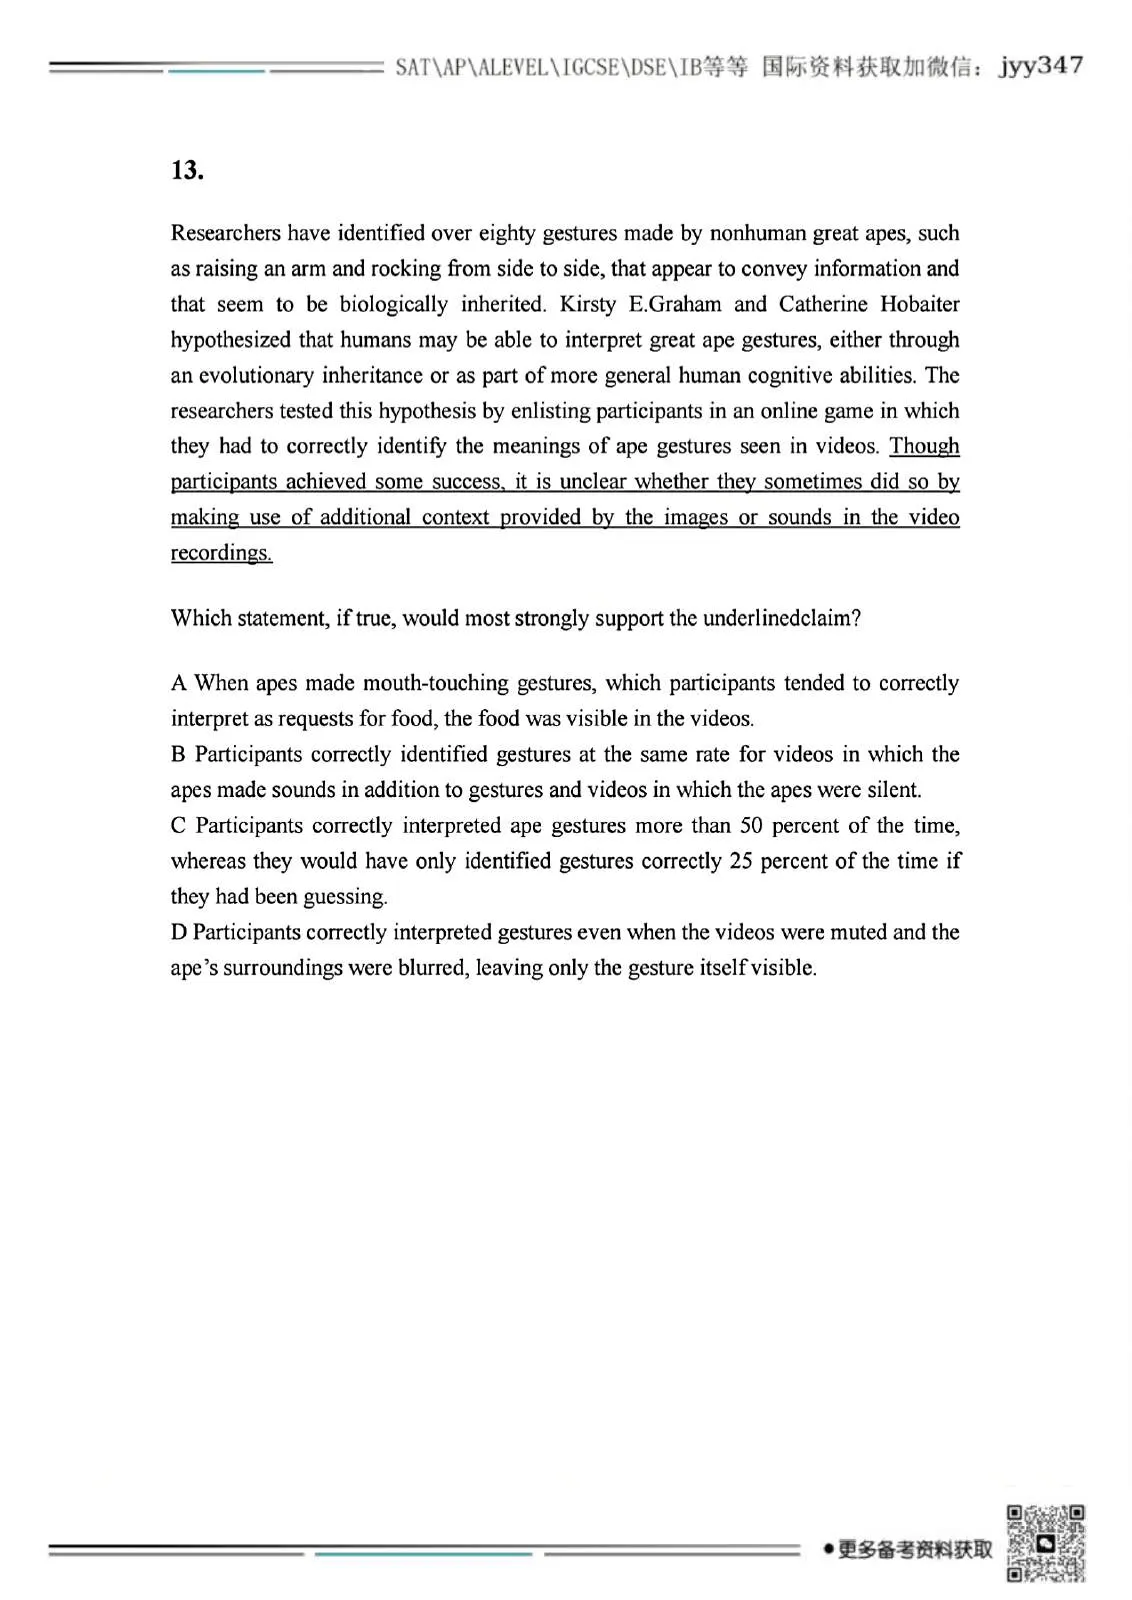 SAT\AP\ALEVEL\IGCSE\DSE\IB等等 国际资料获取加微信：jyy347
13.
Researchers have identified over eighty gestures made by nonhuman great apes, such
as raising an arm and rocking from side to side, that appear to convey information and
that seem to be biologically inherited. Kirsty E.Graham and Catherine Hobaiter
hypothesized that humans may be able to interpret great ape gestures, either through
an evolutionary inheritance or as part of more general human cognitive abilities. The
researchers tested this hypothesis by enlisting participants in an online game in which
they had to correctly identify the meanings of ape gestures seen in videos. Though
participants achieved some success, it is unclear whether they sometimes did so by
making use of additional context provided by the images or sounds in the video
recordings.
Which statement, if true, would most strongly support the underlinedclaim?
A When apes made mouth-touching gestures, which participants tended to correctly
interpret as requests for food, the food was visible in the videos.
B Participants correctly identified gestures at the same rate for videos in which the
apes made sounds in addition to gestures and videos in which the apes were silent.
C Participants correctly interpreted ape gestures more than 50 percent of the time,
whereas they would have only identified gestures correctly 25 percent of the time if
they had been guessing.
D Participants correctly interpreted gestures even when the videos were muted and the
ape's surroundings were blurred, leaving only the gesture itself visible.
●更多备考资料获取